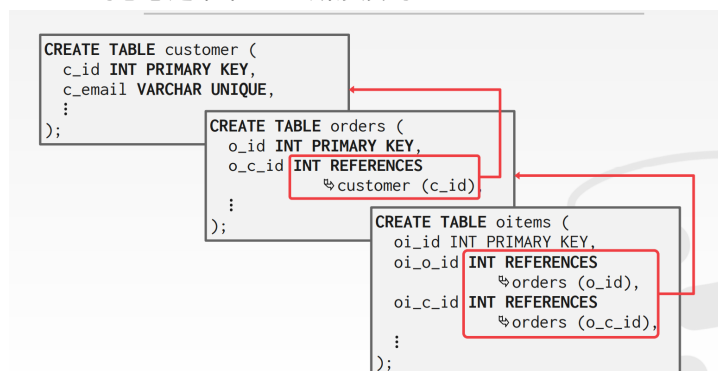 CREATE TABLE customer (
c_id INT PRIMARY KEY,
c_email VARCHAR UNIQUE,
⋮
);
CREATE TABLE orders (
o_id INT PRIMARY KEY,
o_c_id INT REFERENCES
↳customer (c_id),
⋮
);
CREATE TABLE oitems (
oi_id INT PRIMARY KEY,
oi_o_id INT REFERENCES
↳orders (o_id),
oi_c_id INT REFERENCES
↳orders (o_c_id),
⋮
);